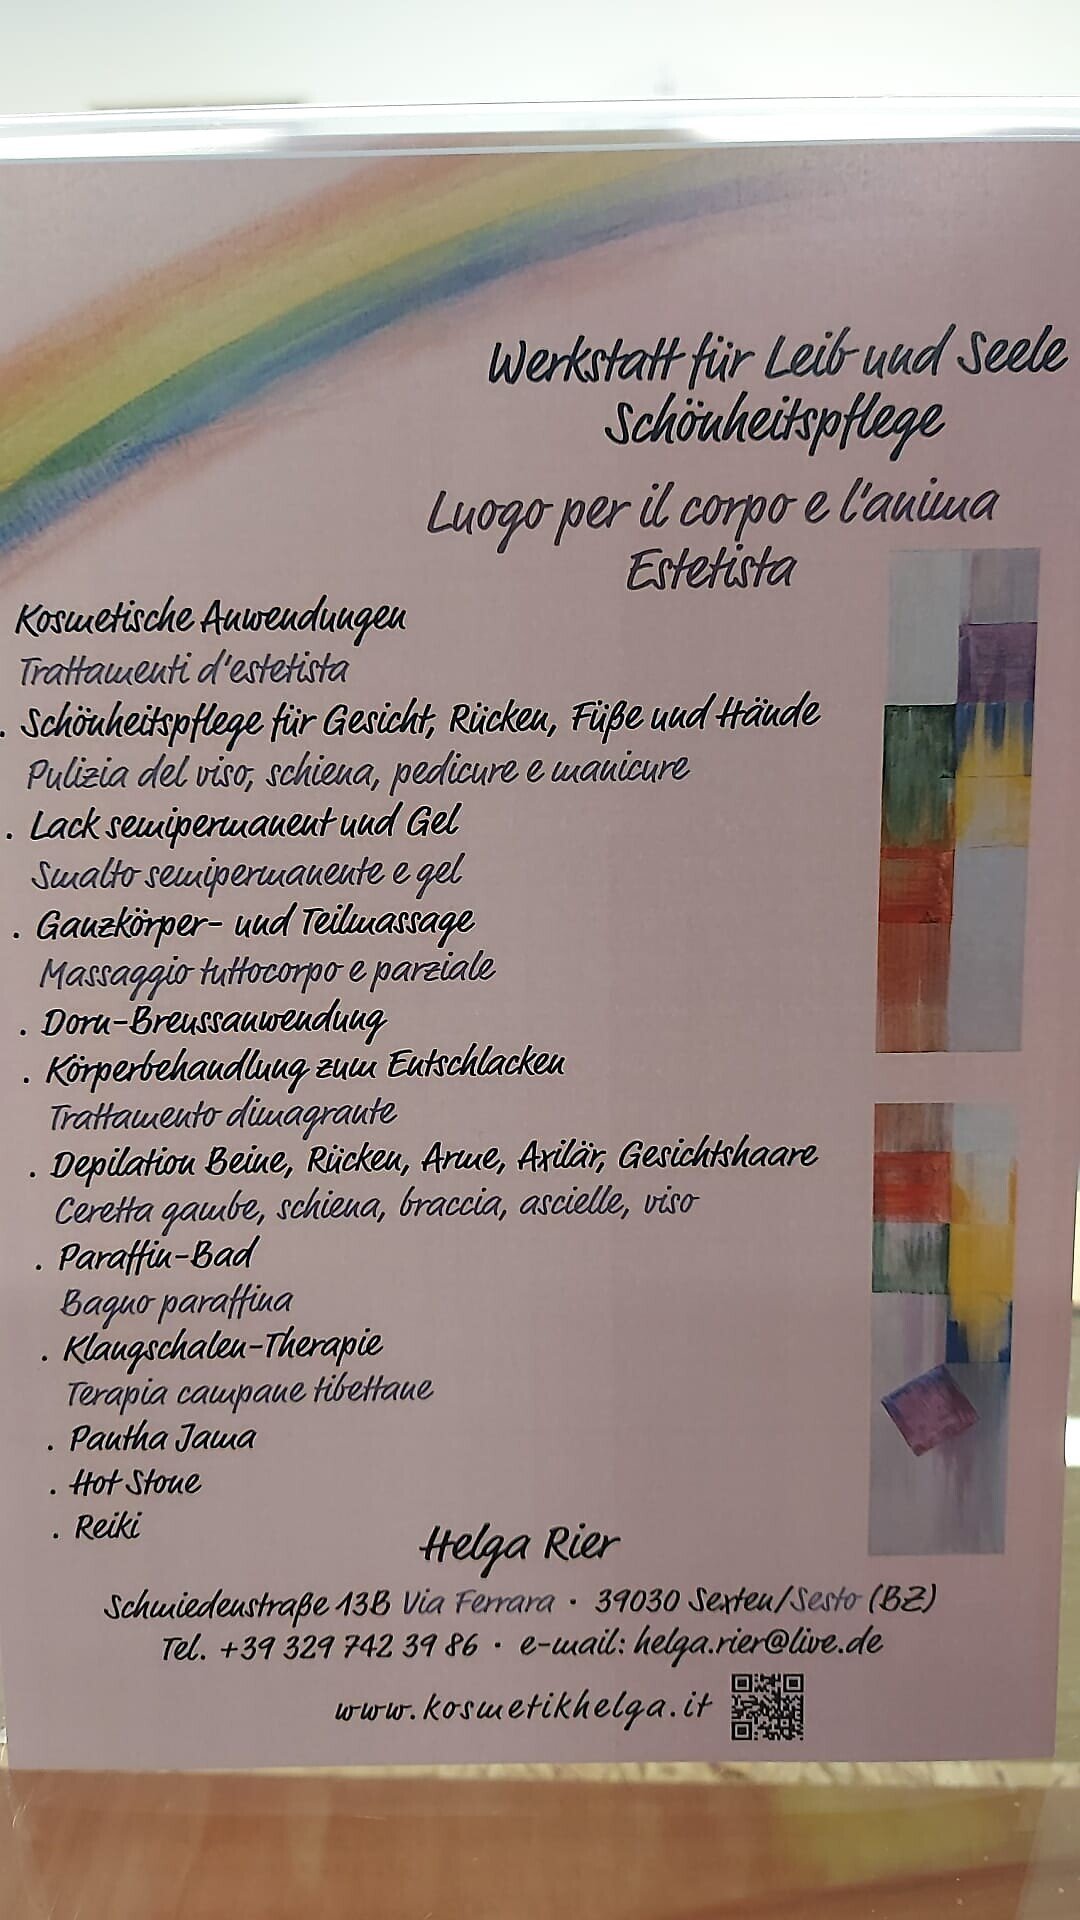 Werkstatt für Leib und Seele
Schönheitspflege
Luogo per il corpo e l'anima
Estetista
Kosmetische Anwendungen
Trattamenti d'estetista
. Schönheitspflege für Gesicht, Rücken, Füße und Hände
Pulizia del viso, schiena, pedicure e manicure
. Lack semipermanent und Gel
Smalto semipermanente e gel
. Ganzkörper- und Teilmassage
Massaggio tuttocorpo e parziale
. Dorn-Breussanwendung
. Körperbehandlung zum Entschlacken
Trattamento dimagrante
. Depilation Beine, Rücken, Arme, Axilär, Gesichtshaare
Ceretta gambe, schiena, braccia, ascielle, viso
. Paraffin-Bad
Bagno paraffina
. Klangschalen-Therapie
Terapia campane tibettane
. Pantha Jama
. Hot Stone
. Reiki
Helga Rier
Schmiedenstraße 13B Via Ferrara · 39030 Sexten/Sesto (BZ)
Tel. +39 329 742 39 86 · e-mail: helga.rier@live.de
www.kosmetikhelga.it